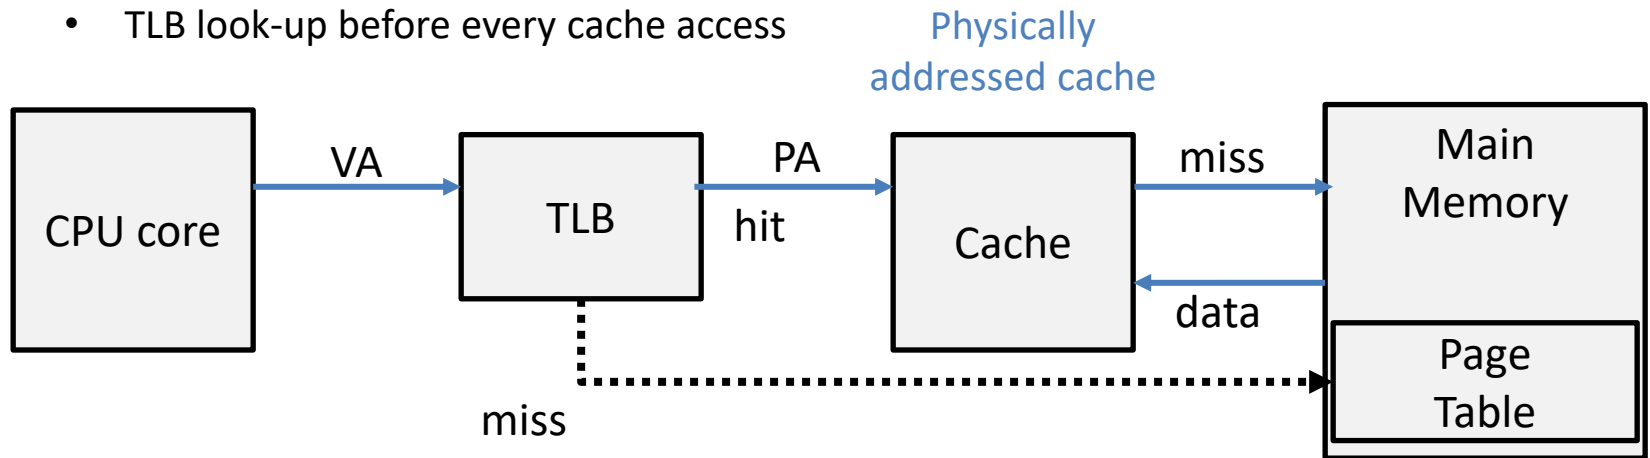 • TLB look-up before every cache access
Physically
addressed cache
CPU core
VA
TLB
PA
hit
Cache
miss
data
Main
Memory
Page
Table
miss